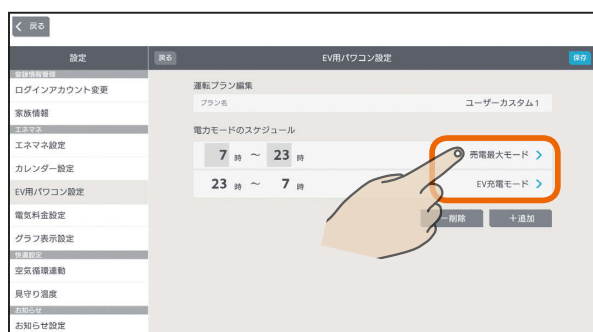 戻る
設定
登録情報管理
ログインアカウント変更
家族情報
エネマネ
エネマネ設定
カレンダー設定
EV用パワコン設定
電気料金設定
グラフ表示設定
快適設定
空気循環連動
見守り温度
お知らせ
お知らせ設定
戻る
EV用パワコン設定
保存
運転プラン編集
プラン名 ユーザーカスタム1
電力モードのスケジュール
7 時 ~ 23 時 売電最大モード
23 時 ~ 7 時 EV充電モード
ー削除 +追加